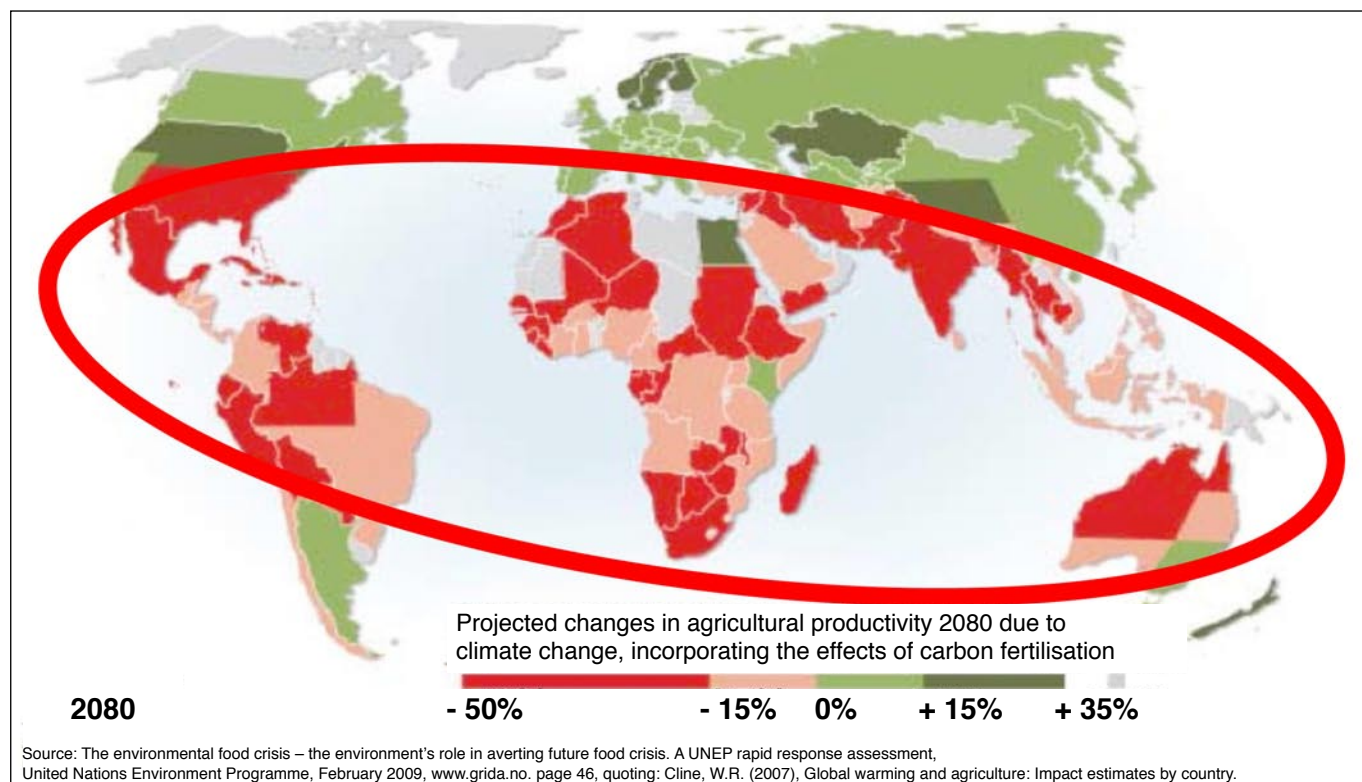 Projected changes in agricultural productivity 2080 due to
climate change, incorporating the effects of carbon fertilisation
2080 - 50% - 15% 0% + 15% + 35%
Source: The environmental food crisis – the environment's role in averting future food crisis. A UNEP rapid response assessment,
United Nations Environment Programme, February 2009, www.grida.no. page 46, quoting: Cline, W.R. (2007), Global warming and agriculture: Impact estimates by country.